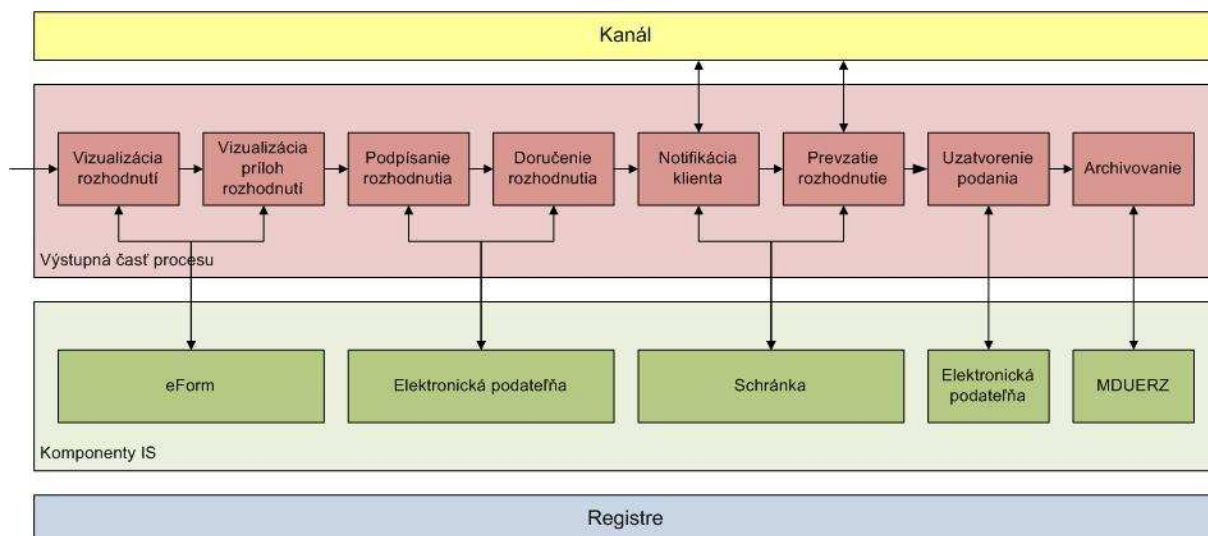 Kanál
Vizualizácia
rozhodnutí
Vizualizácia
príloh
rozhodnutí
Podpísanie
rozhodnutia
Doručenie
rozhodnutia
Notifikácia
klienta
Prevzatie
rozhodnutie
Uzatvorenie
podania
Archivovanie
Výstupná časť procesu
eForm
Elektronická podateľňa
Schránka
Elektronická
podateľňa
MDUERZ
Komponenty IS
Registre